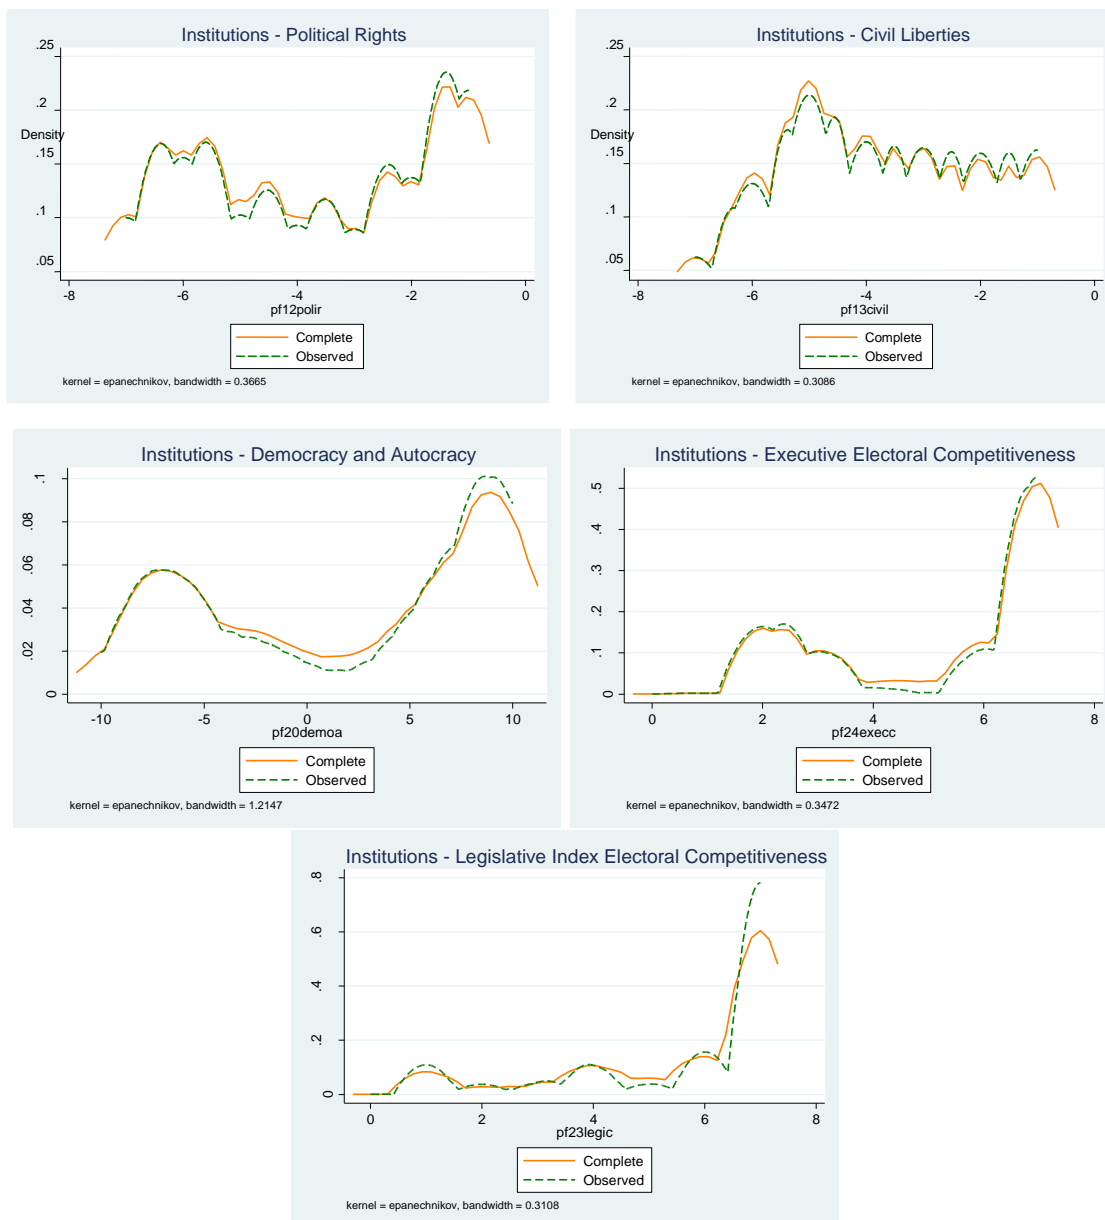 Institutions - Political Rights
.25
.2
Density
.15
.1
.05
-8 -6 -4 -2 0
pf12polir
Complete
Observed
kernel = epanechnikov, bandwidth = 0.3665
Institutions - Civil Liberties
.25
.2
Density
.15
.1
.05
-8 -6 -4 -2 0
pf13civil
Complete
Observed
kernel = epanechnikov, bandwidth = 0.3086
Institutions - Democracy and Autocracy
.1
.08
.06
.04
.02
0
-10 -5 0 5 10
pf20demoa
Complete
Observed
kernel = epanechnikov, bandwidth = 1.2147
Institutions - Executive Electoral Competitiveness
.5
.4
.3
.2
.1
0
0 2 4 6 8
pf24execc
Complete
Observed
kernel = epanechnikov, bandwidth = 0.3472
Institutions - Legislative Index Electoral Competitiveness
.8
.6
.4
.2
0
0 2 4 6 8
pf23legic
Complete
Observed
kernel = epanechnikov, bandwidth = 0.3108